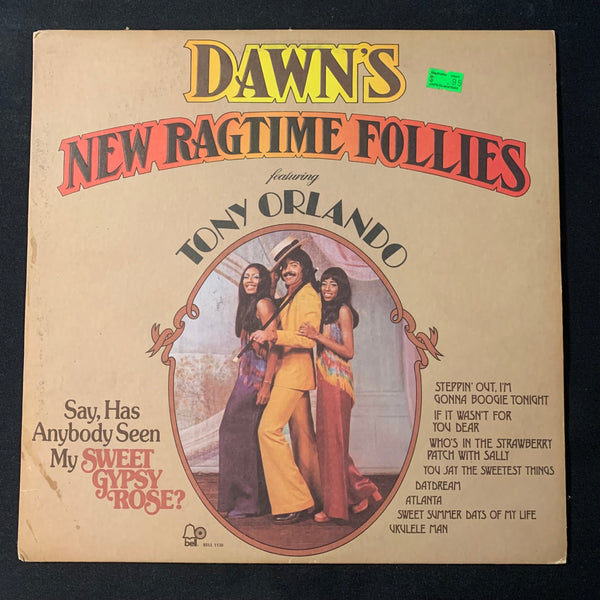 DAWN'S
NEW RAGTIME FOLLIES
featuring
TONY ORLANDO
Say, Has
Anybody Seen
My SWEET
GYPSY
ROSE?
STEPPIN' OUT, I'M
GONNA BOOGIE TONIGHT
IF IT WASN'T FOR
YOU DEAR
WHO'S IN THE STRAWBERRY
PATCH WITH SALLY
YOU SAY THE SWEETEST THINGS
DAYDREAM
ATLANTA
SWEET SUMMER DAYS OF MY LIFE
UKULELE MAN
bell
BELL 1130